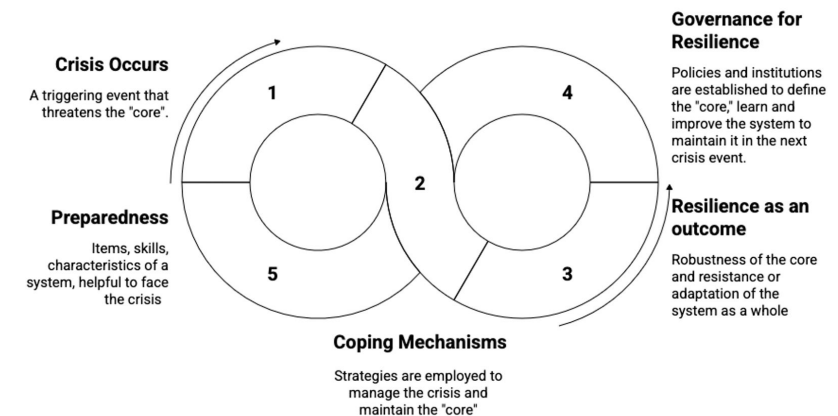 Crisis Occurs
A triggering event that
threatens the "core".
1
Preparedness
Items, skills,
characteristics of a
system, helpful to face
the crisis
5
2
Coping Mechanisms
Strategies are employed to
manage the crisis and
maintain the "core"
4
Governance for
Resilience
Policies and institutions
are established to define
the "core," learn and
improve the system to
maintain it in the next
crisis event.
3
Resilience as an
outcome
Robustness of the core
and resistance or
adaptation of the
system as a whole